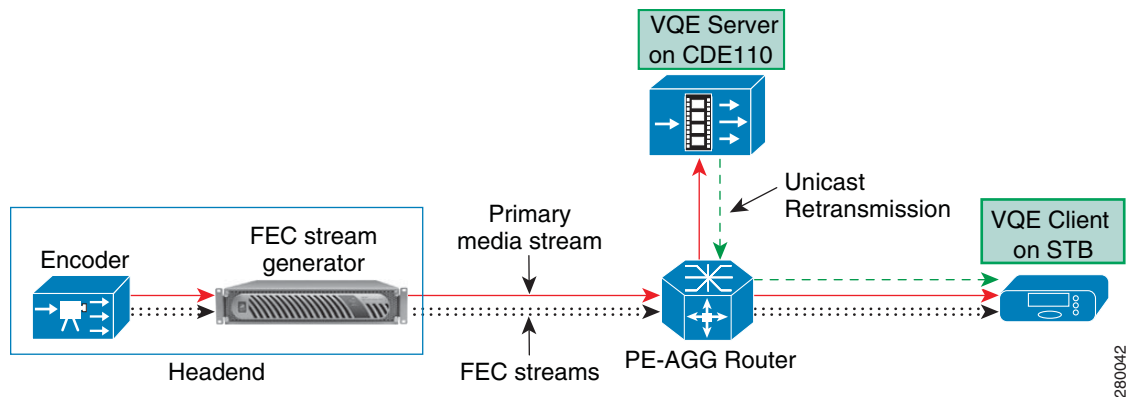 VQE Server
on CDE110
Unicast
Retransmission
VQE Client
on STB
Primary
media stream
FEC stream
generator
Encoder
Headend
FEC streams
PE-AGG Router
280042